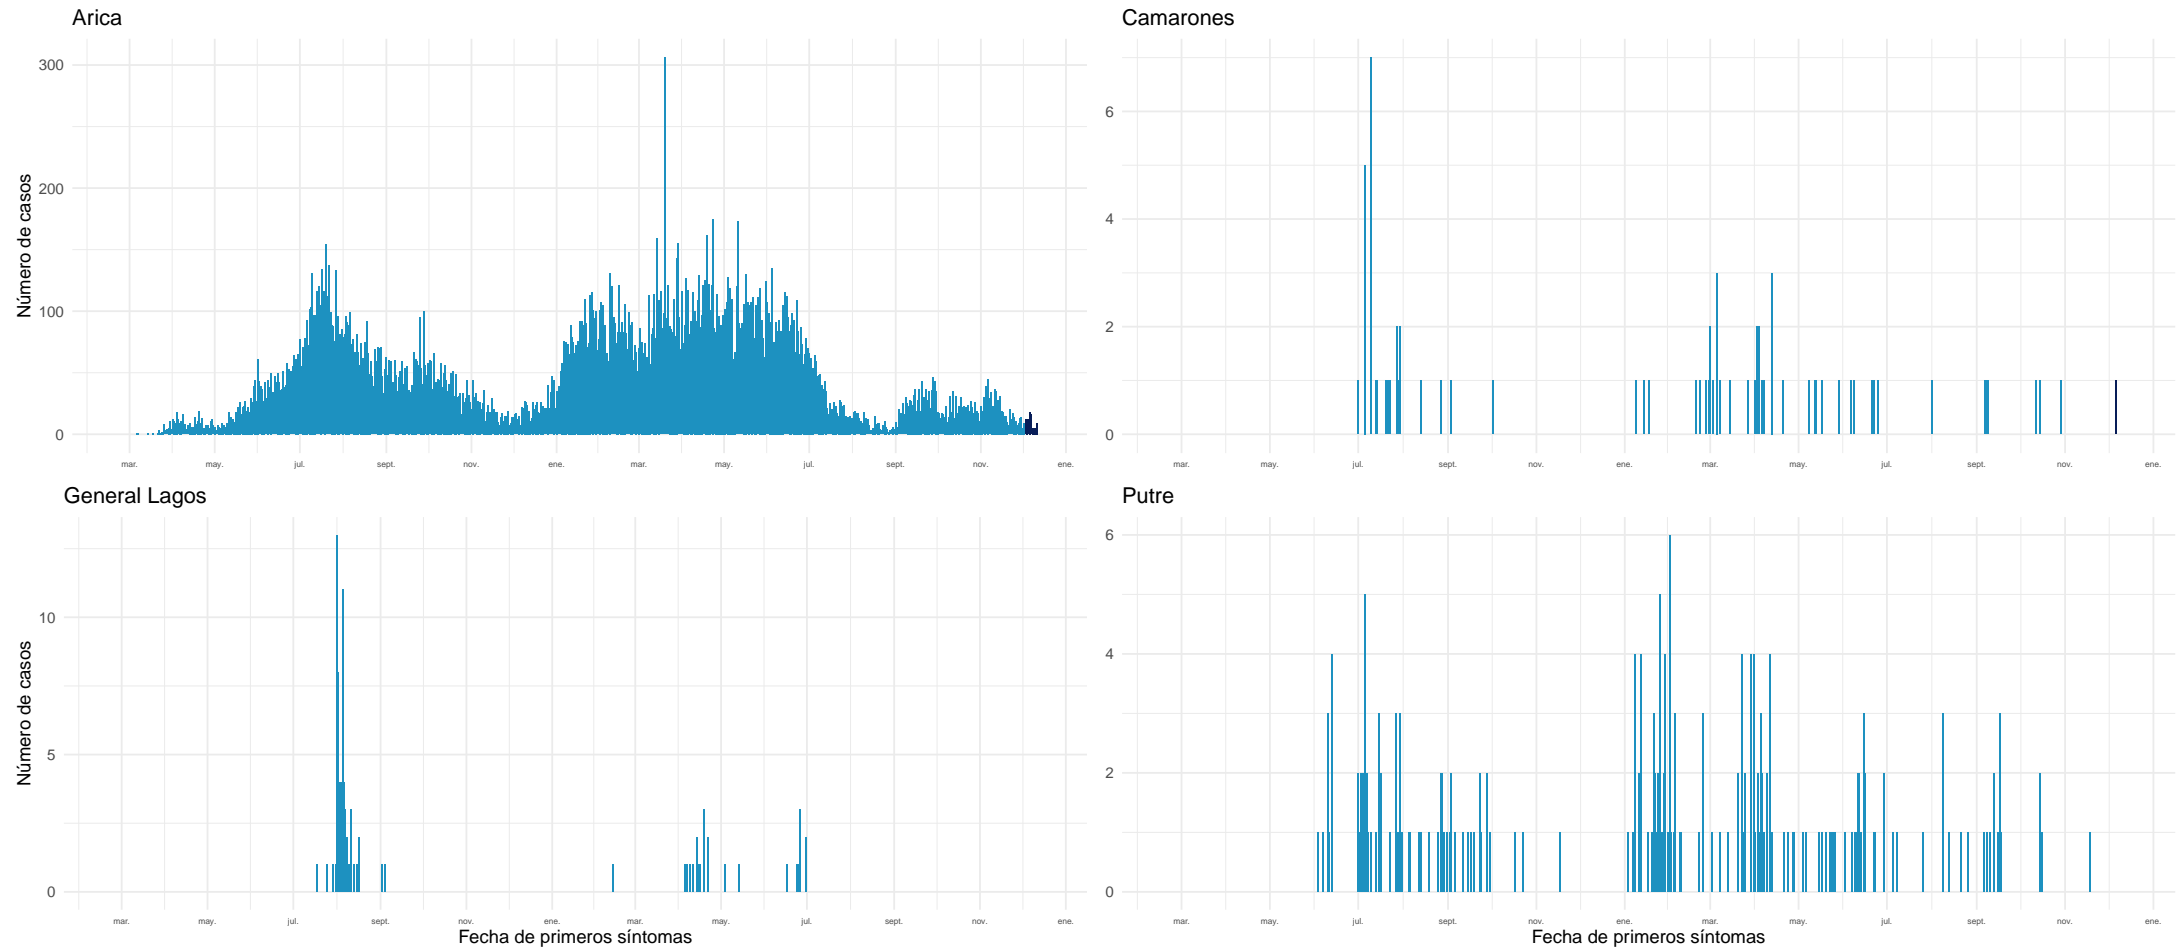 Arica
Número de casos
300
200
100
0
mar. may. jul. sept. nov. ene. mar. may. jul. sept. nov. ene.
Camarones
6
4
2
0
mar. may. jul. sept. nov. ene. mar. may. jul. sept. nov. ene.
General Lagos
Número de casos
10
5
0
mar. may. jul. sept. nov. ene. mar. may. jul. sept. nov. ene.
Fecha de primeros síntomas
Putre
6
4
2
0
mar. may. jul. sept. nov. ene. mar. may. jul. sept. nov. ene.
Fecha de primeros síntomas